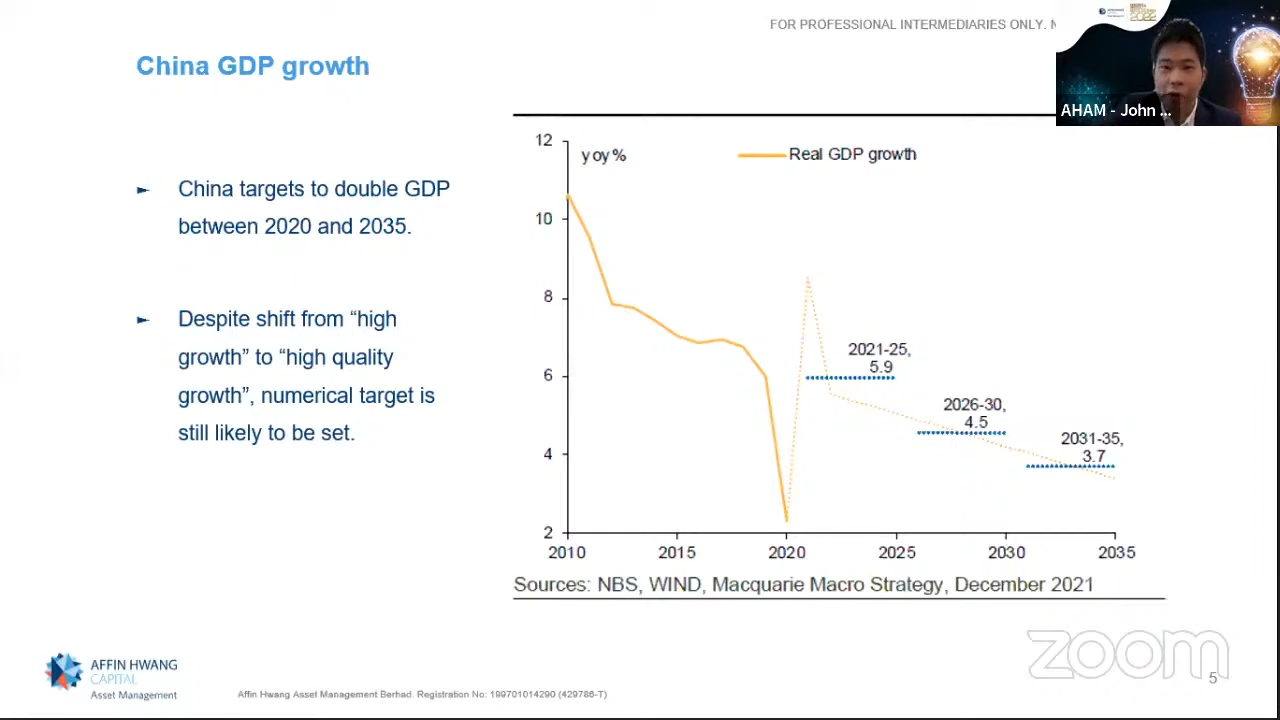 FOR PROFESSIONAL INTERMEDIARIES ONLY.
2022
AHAM - John ...
China GDP growth
► China targets to double GDP
between 2020 and 2035.
► Despite shift from “high
growth” to “high quality
growth”, numerical target is
still likely to be set.
12
10
8
6
4
2
yoy %
Real GDP growth
2021-25,
5.9
2026-30,
4.5
2031-35,
3.7
2010 2015 2020 2025 2030 2035
Sources: NBS, WIND, Macquarie Macro Strategy, December 2021
AFFIN HWANG
CAPITAL
Asset Management
Affin Hwang Asset Management Berhad. Registration No: 199701014290 (429786-T)
zoom
5